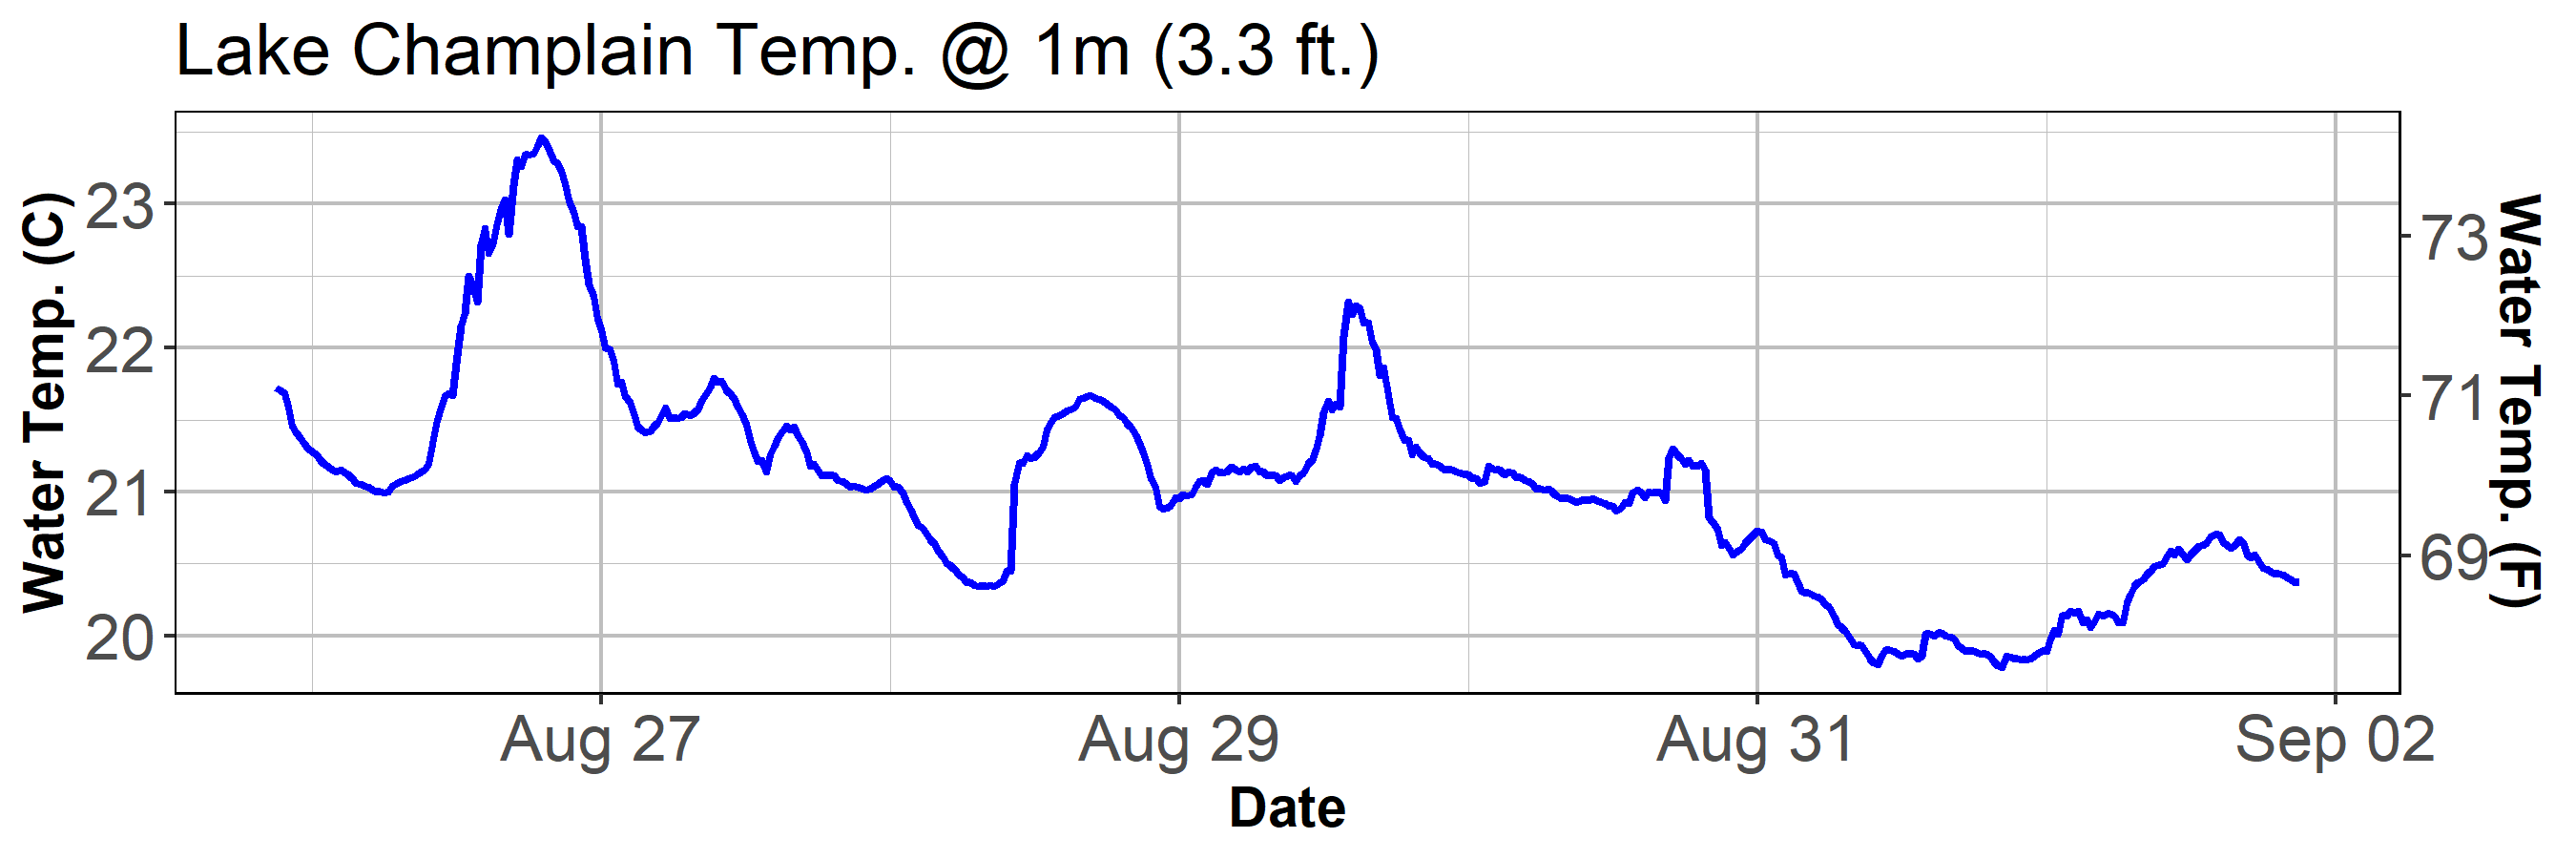 Lake Champlain Temp. @ 1m (3.3 ft.)
Water Temp. (C)
23
22
21
20
73
71
69
Water Temp. (F)
Aug 27
Aug 29
Aug 31
Sep 02
Date